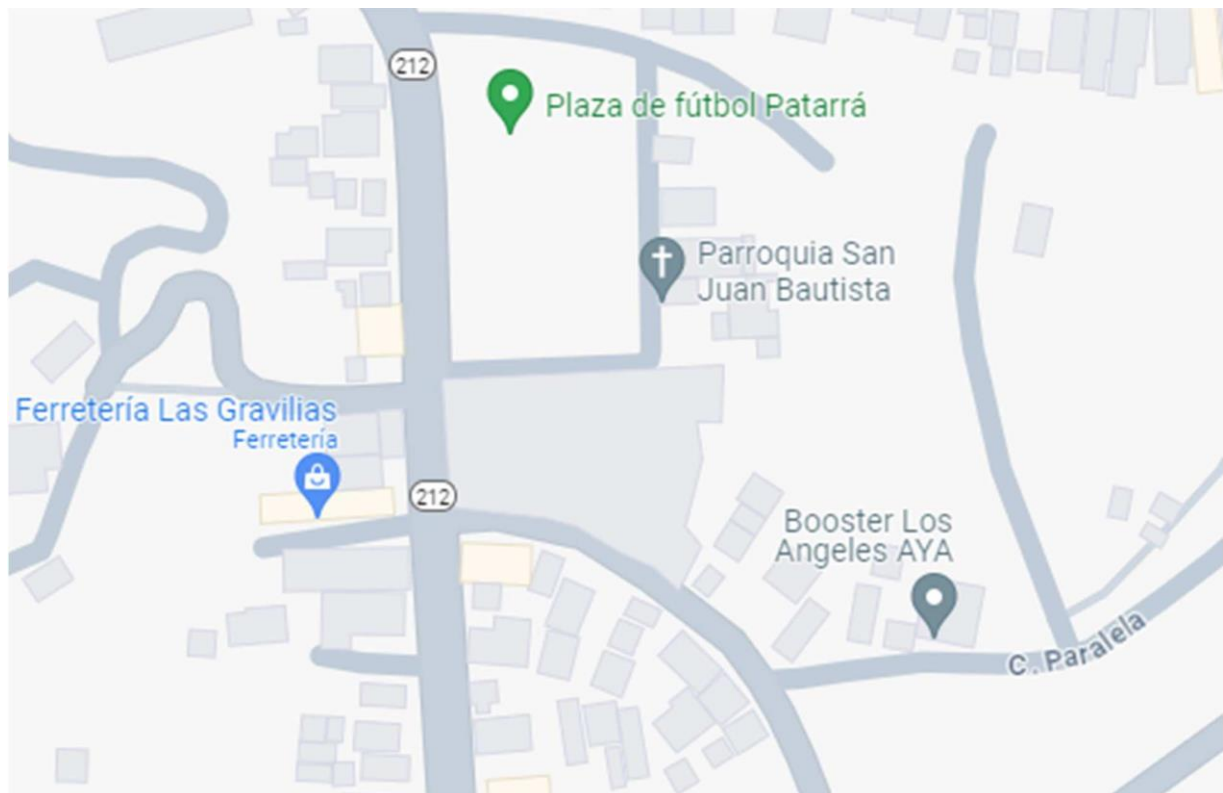 212
Plaza de fútbol Patarrá
Parroquia San
Juan Bautista
Ferretería Las Gravilias
Ferretería
212
Booster Los
Angeles AYA
C. Paralela